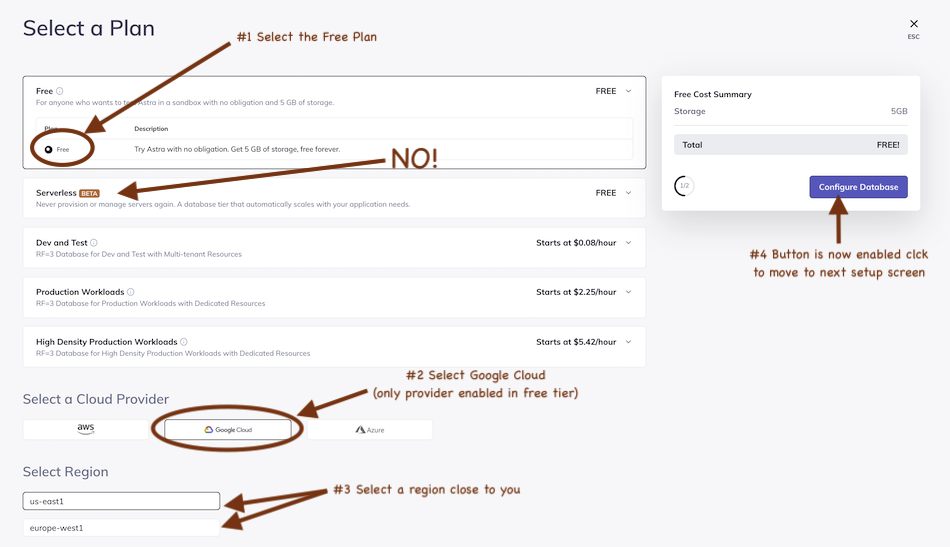 Select a Plan
ESC
#1 Select the Free Plan
Free
FREE
For anyone who wants to test Astra in a sandbox with no obligation and 5 GB of storage.
Plan
Description
Free
Try Astra with no obligation. Get 5 GB of storage, free forever.
NO!
Serverless BETA
FREE
Never provision or manage servers again. A database tier that automatically scales with your application needs.
Dev and Test
Starts at $0.08/hour
RF=3 Database for Dev and Test with Multi-tenant Resources
Production Workloads
Starts at $2.25/hour
RF=3 Database for Production Workloads with Dedicated Resources
High Density Production Workloads
Starts at $5.42/hour
RF=3 Database for High Density Production Workloads with Dedicated Resources
Free Cost Summary
Storage 5GB
Total FREE!
1/2
Configure Database
#4 Button is now enabled clck
to move to next setup screen
#2 Select Google Cloud
(only provider enabled in free tier)
Select a Cloud Provider
aws
Google Cloud
Azure
Select Region
#3 Select a region close to you
us-east1
europe-west1